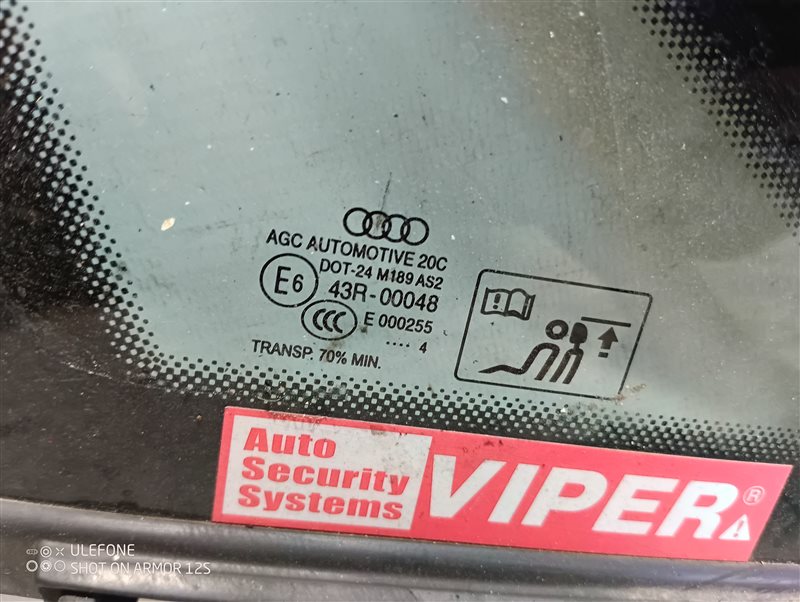 AGC AUTOMOTIVE 20C
DOT-24 M189 AS2
E6
43R-00048
CCC
E 000255
.... 4
TRANSP. 70% MIN.
Auto
Security
Systems
VIPER®
ULEFONE
SHOT ON ARMOR 12S